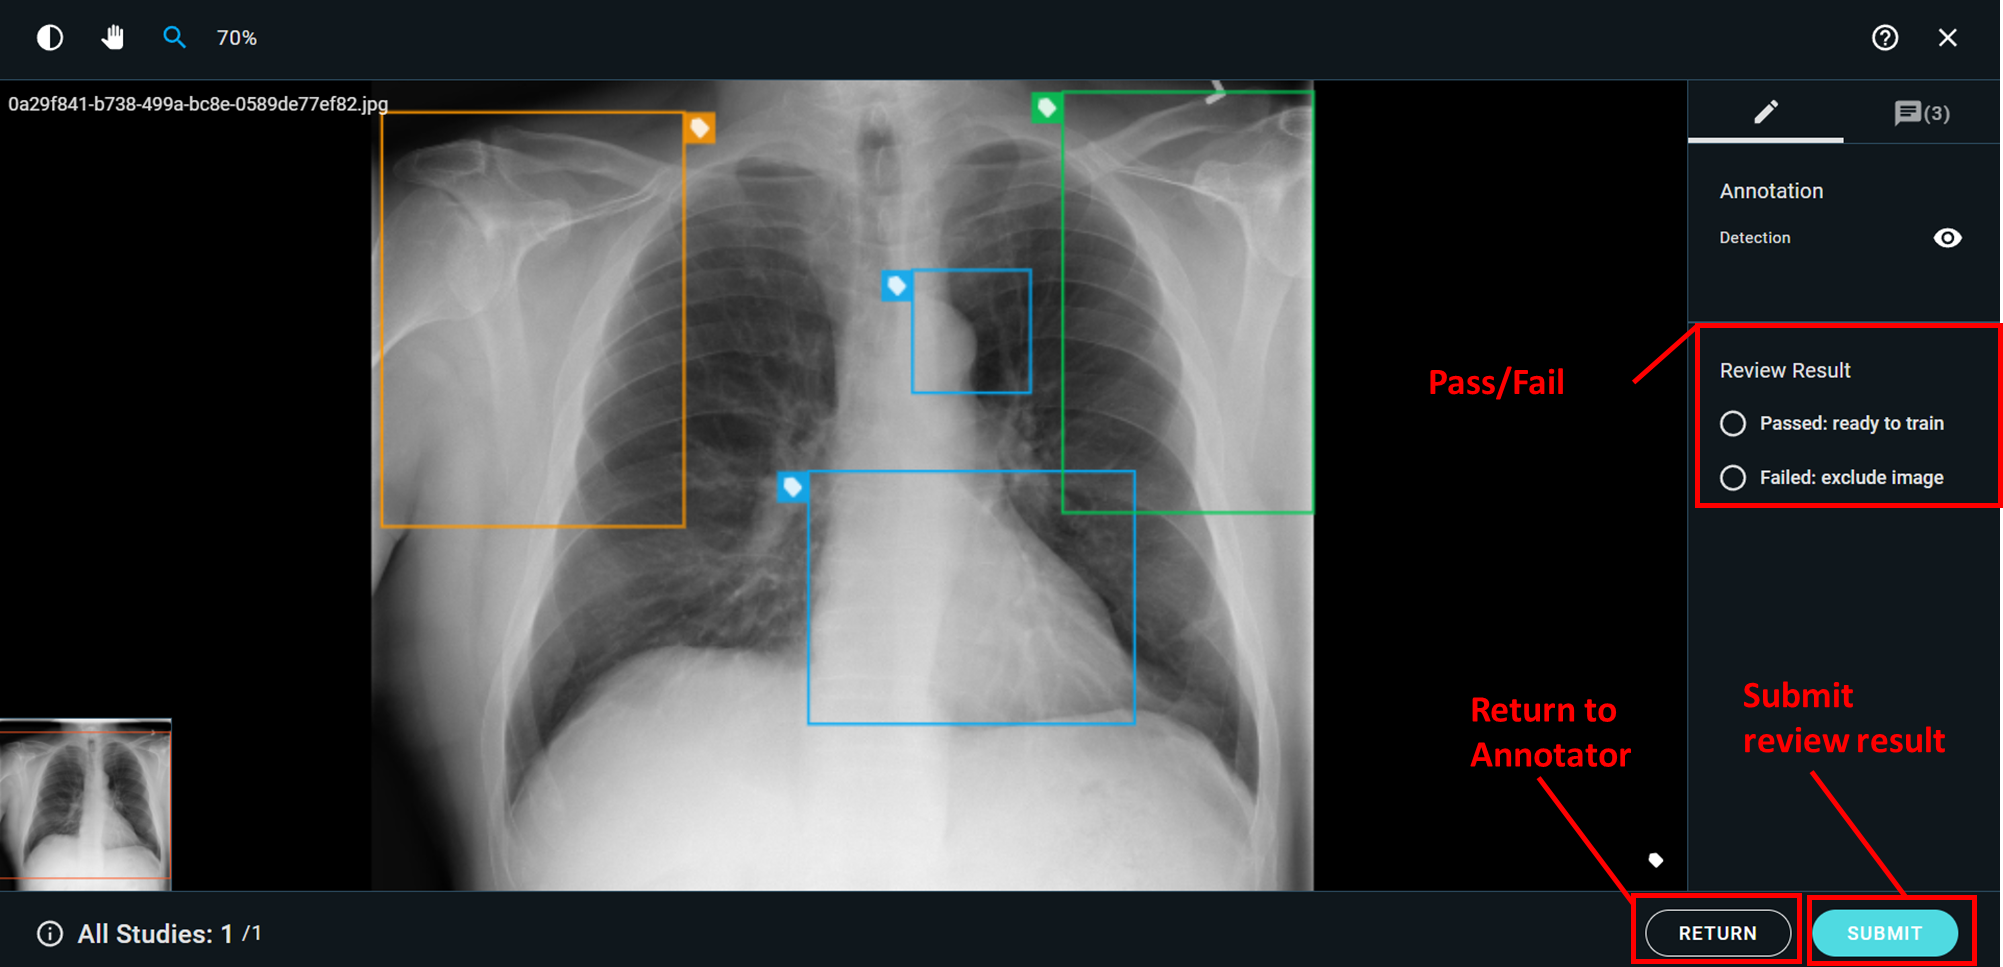 70%
0a29f841-b738-499a-bc8e-0589de77ef82.jpg
(3)
Annotation
Detection
Pass/Fail
Review Result
Passed: ready to train
Failed: exclude image
Return to
Annotator
Submit
review result
All Studies: 1 /1
RETURN
SUBMIT